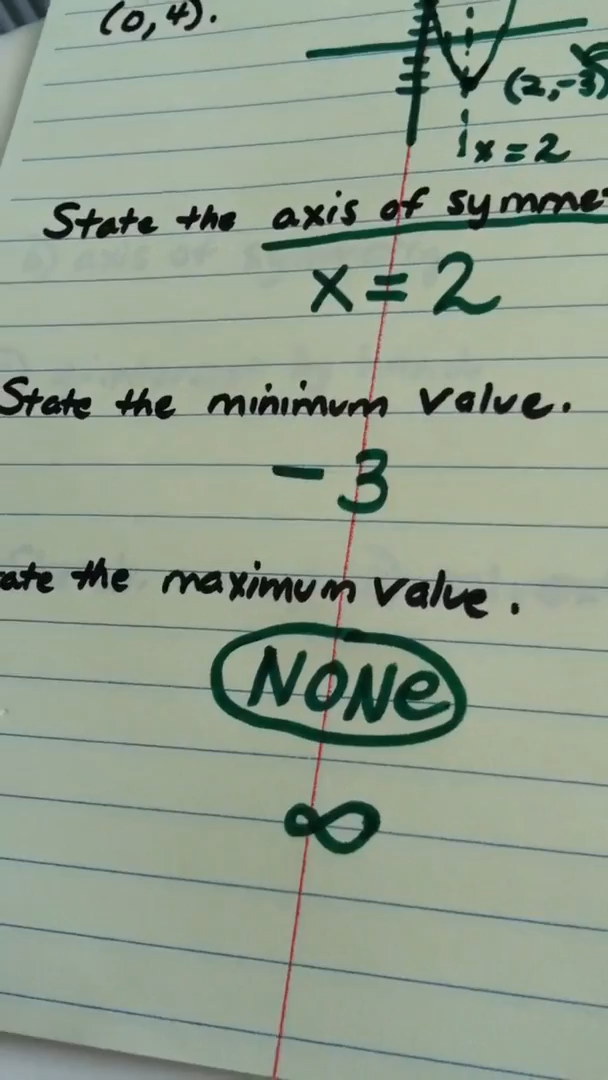 (0,4).
(2,-3)
x=2
State the axis of symme
x=2
State the minimum value.
-3
ate the maximum value.
NONe
∞